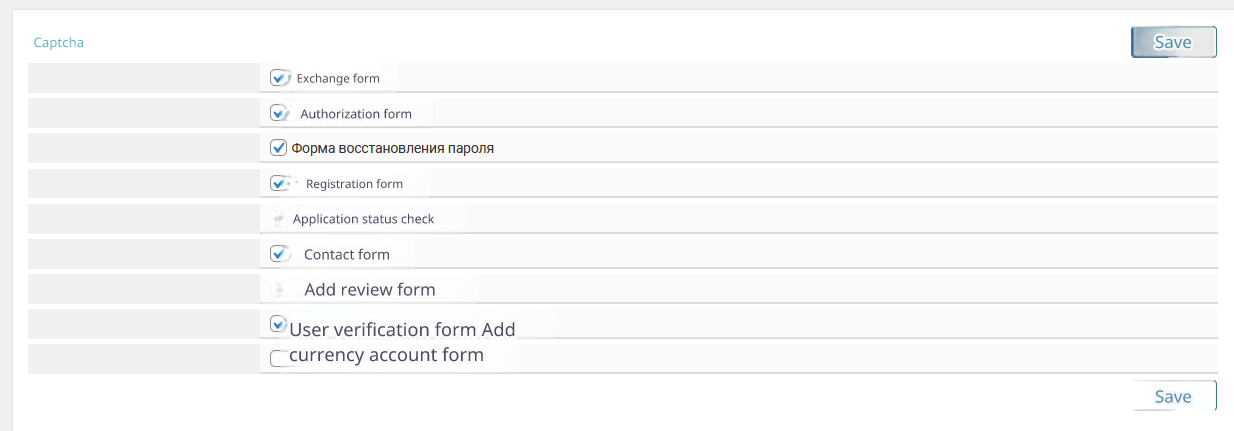 Captcha
Save
Exchange form
Authorization form
Форма восстановления пароля
Registration form
Application status check
Contact form
Add review form
User verification form Add
currency account form
Save